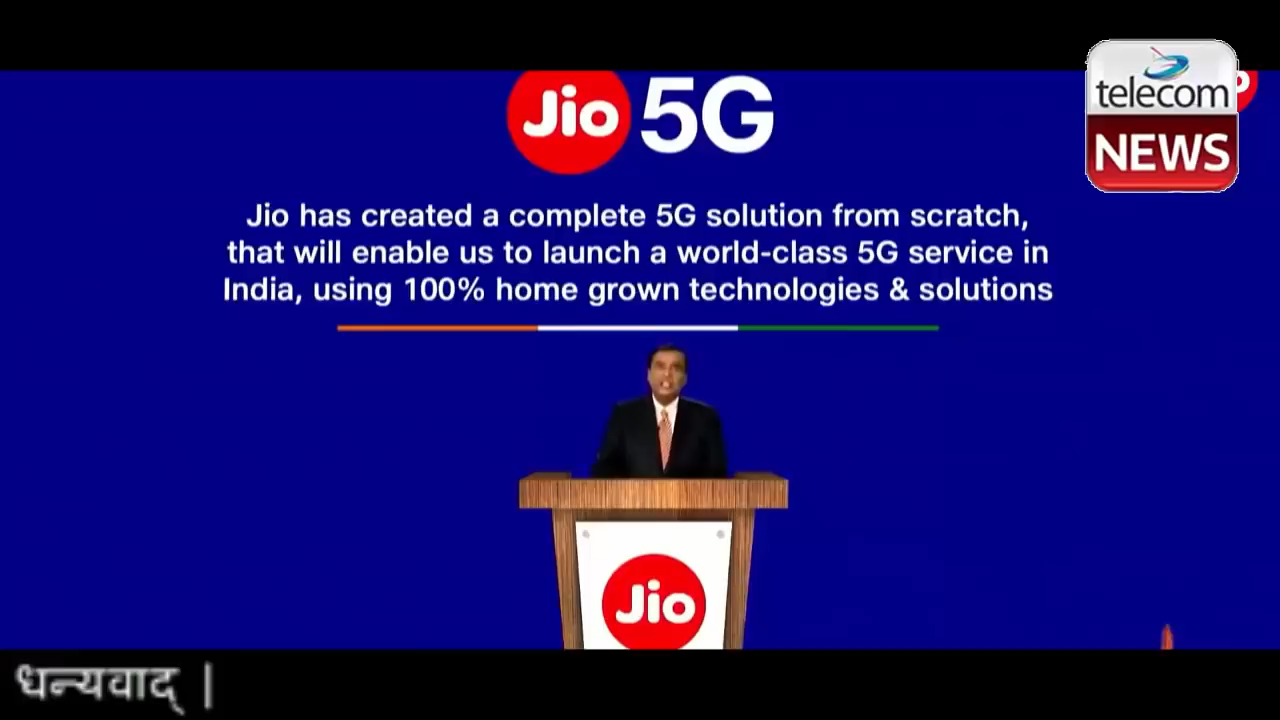 Jio 5G
telecom
NEWS
Jio has created a complete 5G solution from scratch,
that will enable us to launch a world-class 5G service in
India, using 100% home grown technologies & solutions
Jio
धन्यवाद् |